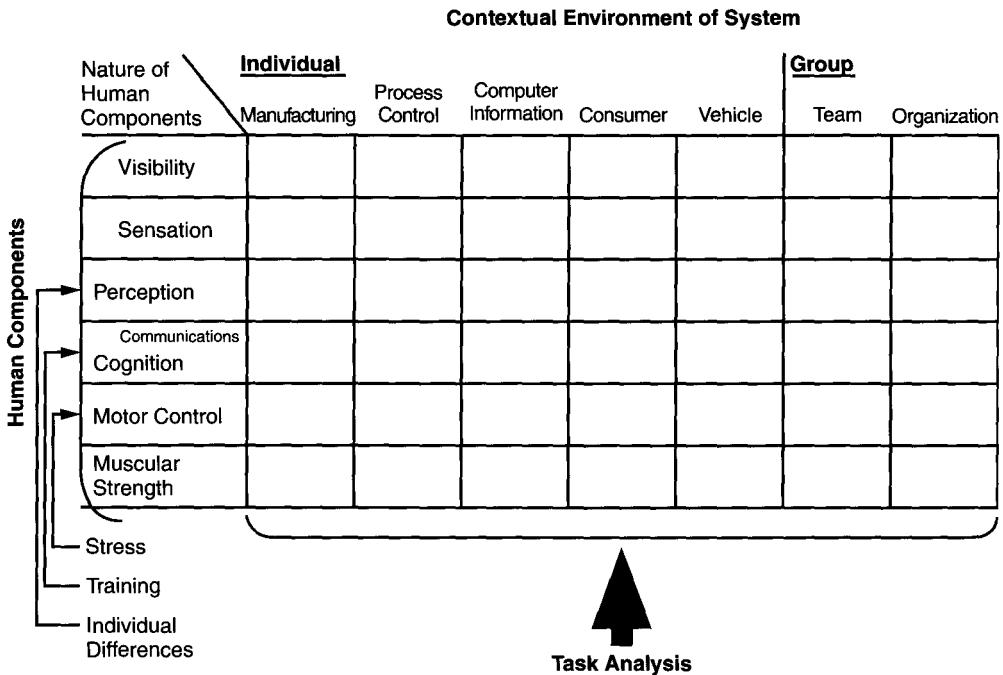 Contextual Environment of System
Nature of
Human
Components
Individual
Group
Manufacturing
Process
Control
Computer
Information
Consumer
Vehicle
Team
Organization
Human Components
Visibility
Sensation
Perception
Communications
Cognition
Motor Control
Muscular
Strength
Stress
Training
Individual
Differences
Task Analysis